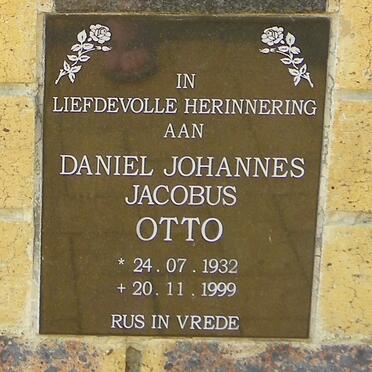 IN
LIEFDEVOLLE HERINNERING
AAN
DANIEL JOHANNES
JACOBUS
OTTO
* 24 . 07 . 1932
+ 20 . 11 . 1999
RUS IN VREDE